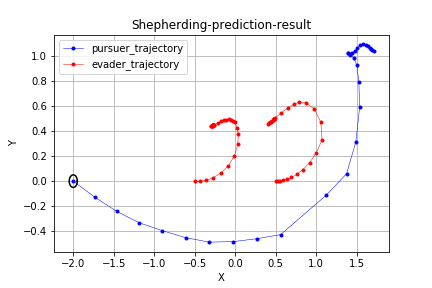 Shepherding-prediction-result
pursuer_trajectory
evader_trajectory
Y
1.0
0.8
0.6
0.4
0.2
0.0
−0.2
−0.4
−2.0 −1.5 −1.0 −0.5 0.0 0.5 1.0 1.5
X